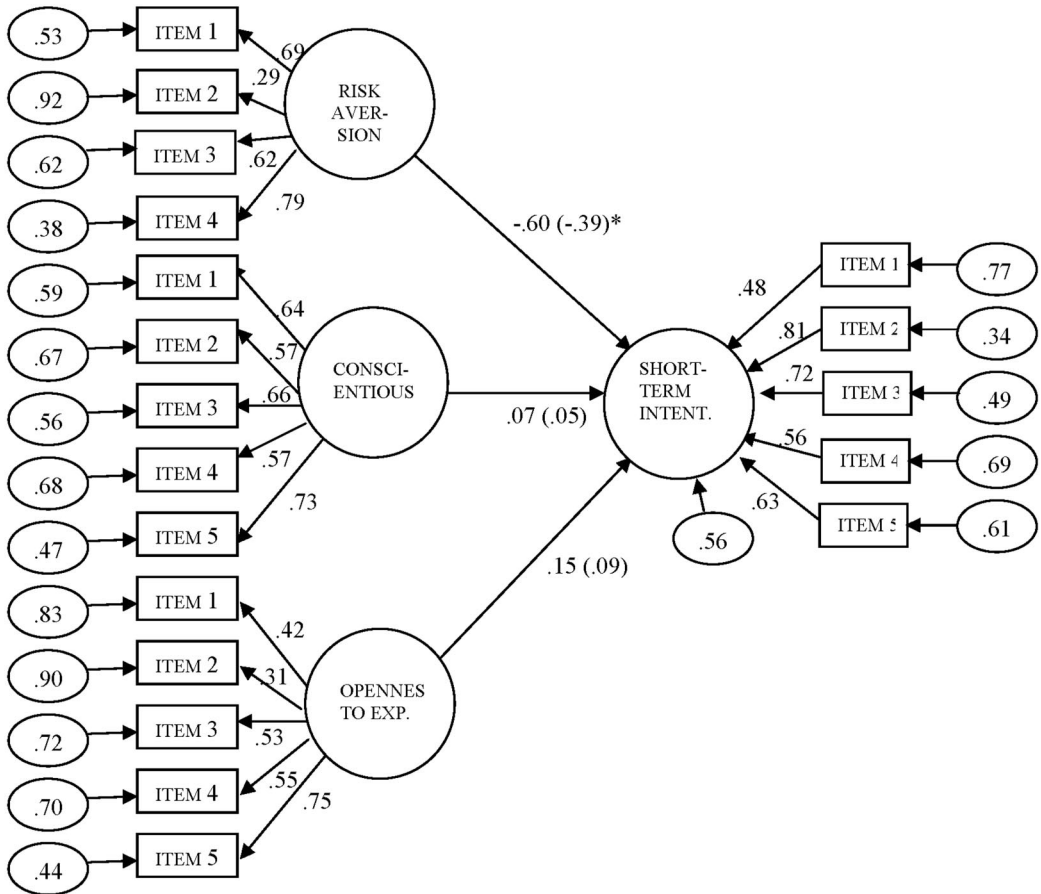 .53
ITEM 1
.69
.92
ITEM 2
.29
.62
ITEM 3
.62
.38
ITEM 4
.79
RISK
AVER-
SION
-.60 (-.39)*
.59
ITEM 1
.64
.67
ITEM 2
.57
.56
ITEM 3
.66
.68
ITEM 4
.57
.47
ITEM 5
.73
CONSCI-
ENTIOUS
.07 (.05)
.83
ITEM 1
.42
.90
ITEM 2
.31
.72
ITEM 3
.53
.70
ITEM 4
.55
.44
ITEM 5
.75
OPENNES
TO EXP.
.15 (.09)
SHORT-
TERM
INTENT.
.56
.48
ITEM 1
.77
.81
ITEM 2
.34
.72
ITEM 3
.49
.56
ITEM 4
.69
.63
ITEM 5
.61